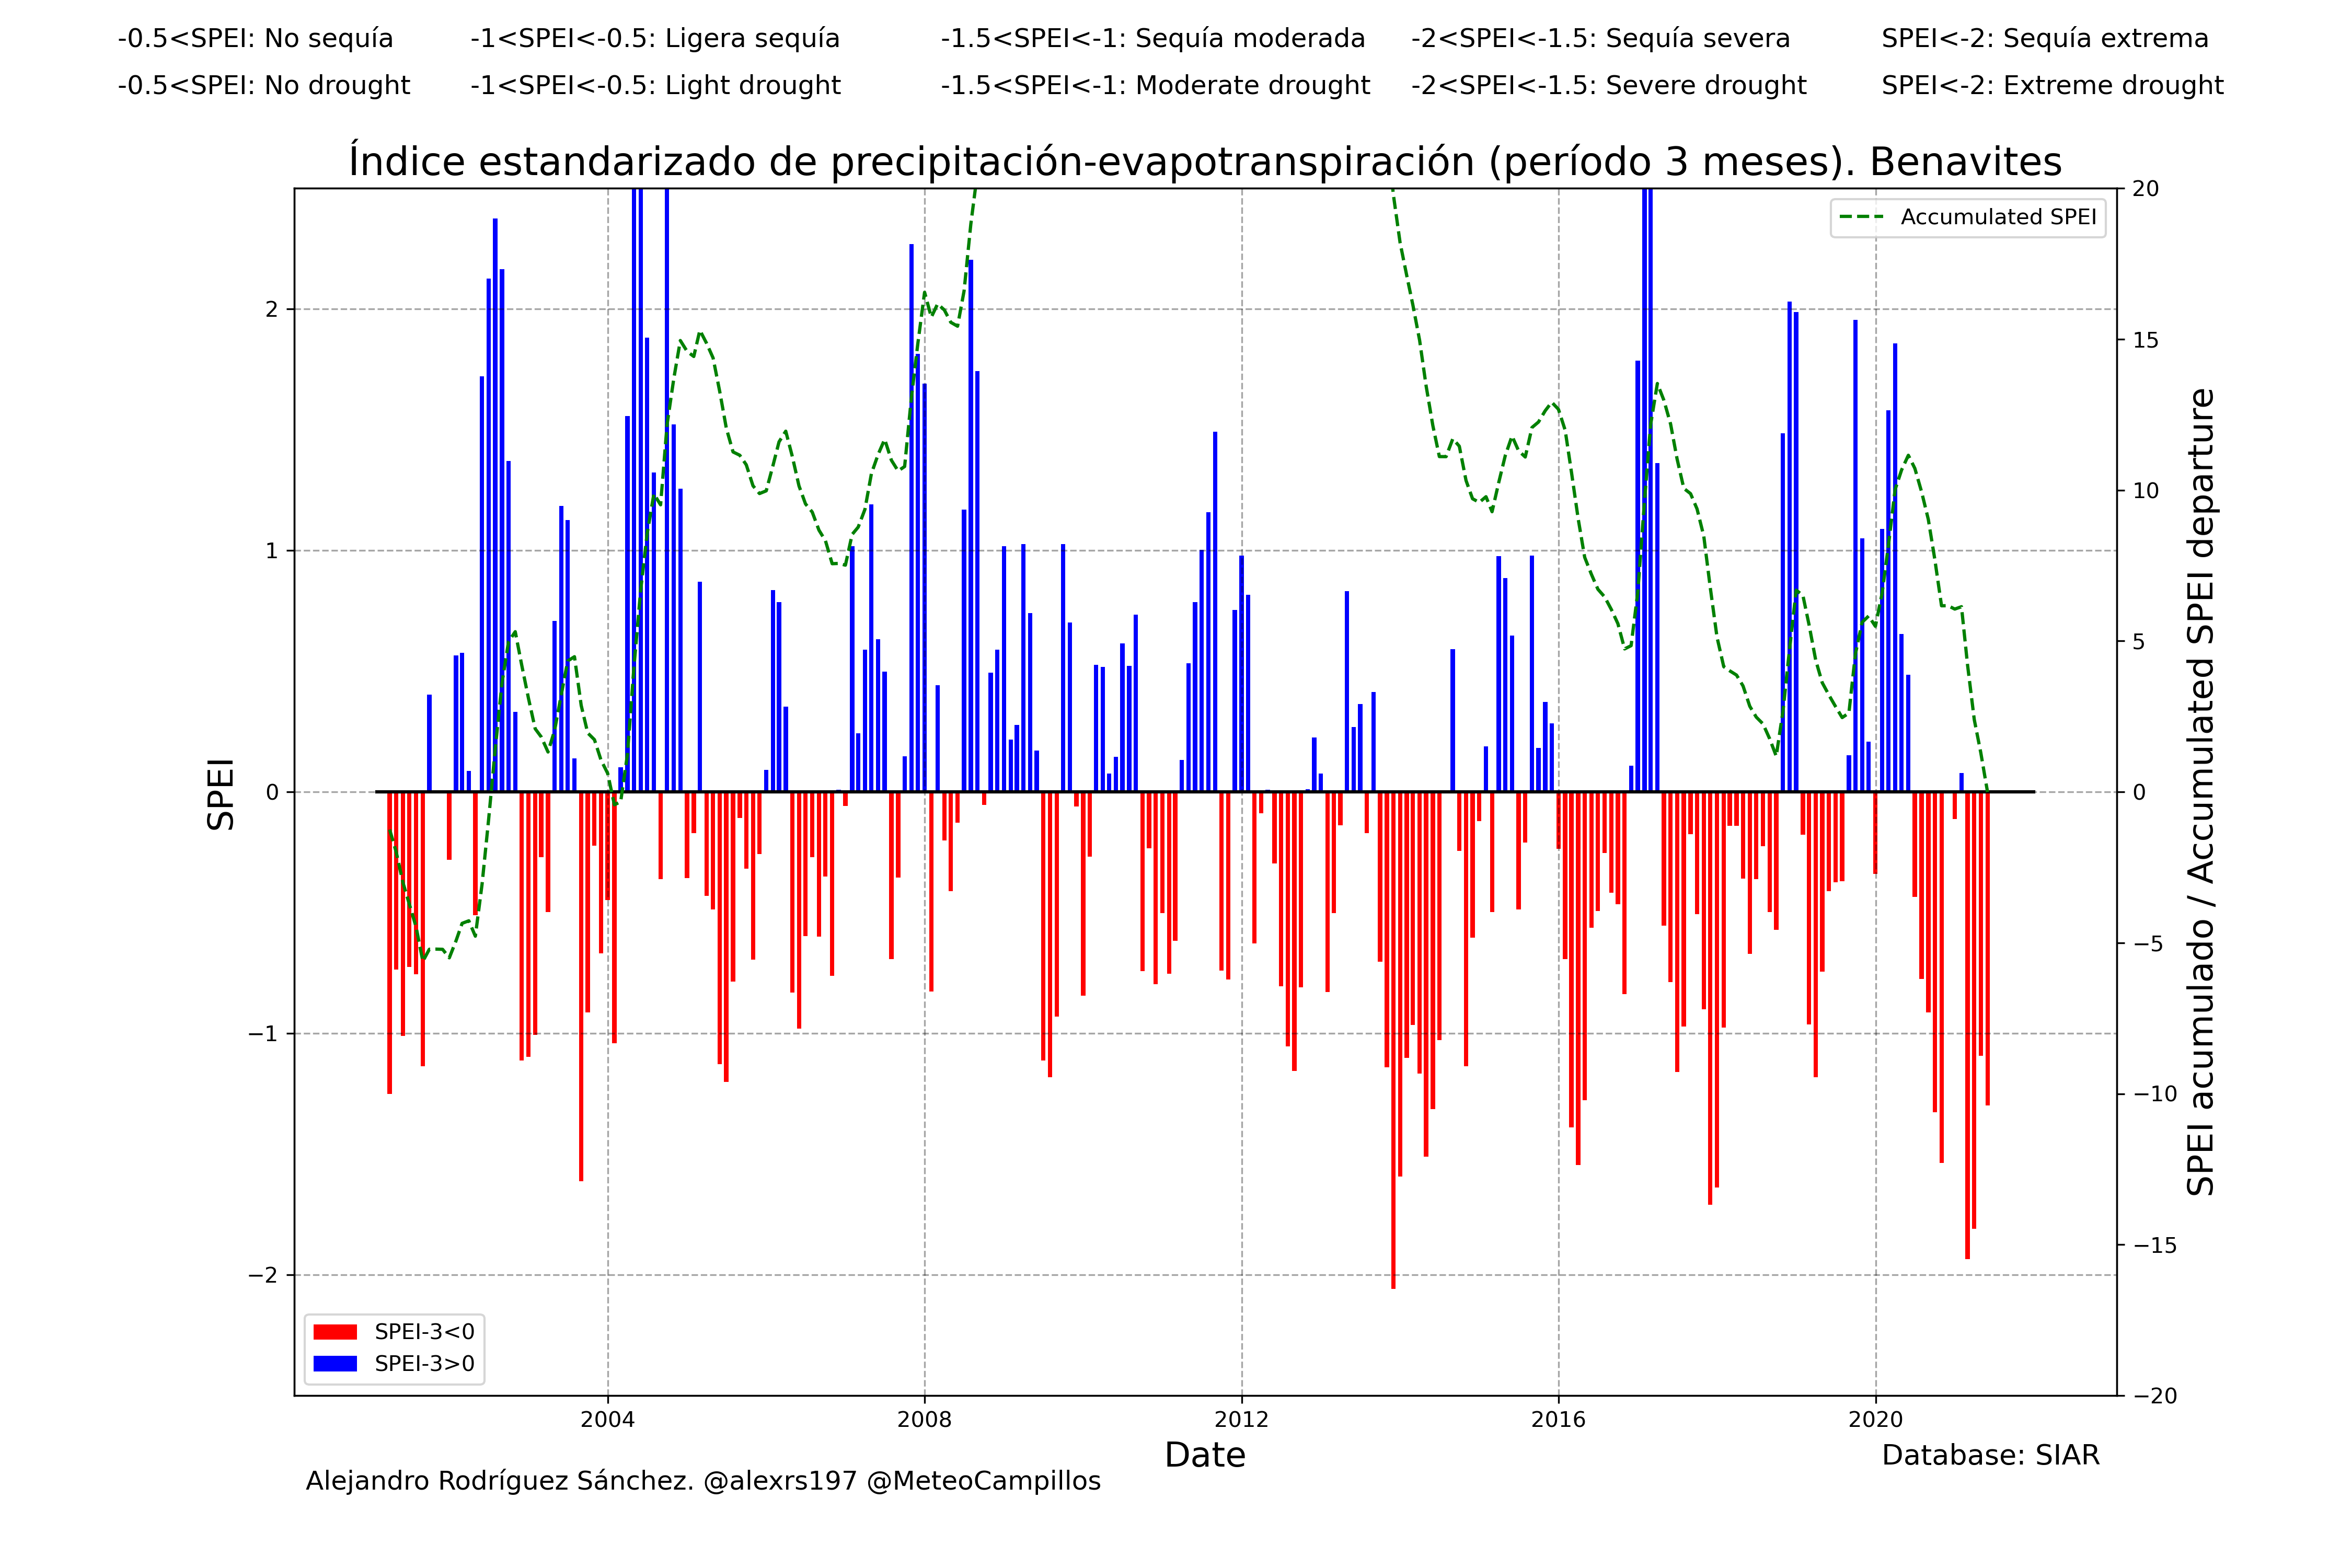 -0.5<SPEI: No sequía -1<SPEI<-0.5: Ligera sequía -1.5<SPEI<-1: Sequía moderada -2<SPEI<-1.5: Sequía severa SPEI<-2: Sequía extrema
-0.5<SPEI: No drought -1<SPEI<-0.5: Light drought -1.5<SPEI<-1: Moderate drought -2<SPEI<-1.5: Severe drought SPEI<-2: Extreme drought
Índice estandarizado de precipitación-evapotranspiración (período 3 meses). Benavites
Accumulated SPEI
2
1
0
−1
−2
SPEI
20
15
10
5
0
−5
−10
−15
−20
SPEI acumulado / Accumulated SPEI departure
SPEI-3<0
SPEI-3>0
2004 2008 2012 2016 2020
Date
Database: SIAR
Alejandro Rodríguez Sánchez. @alexrs197 @MeteoCampillos